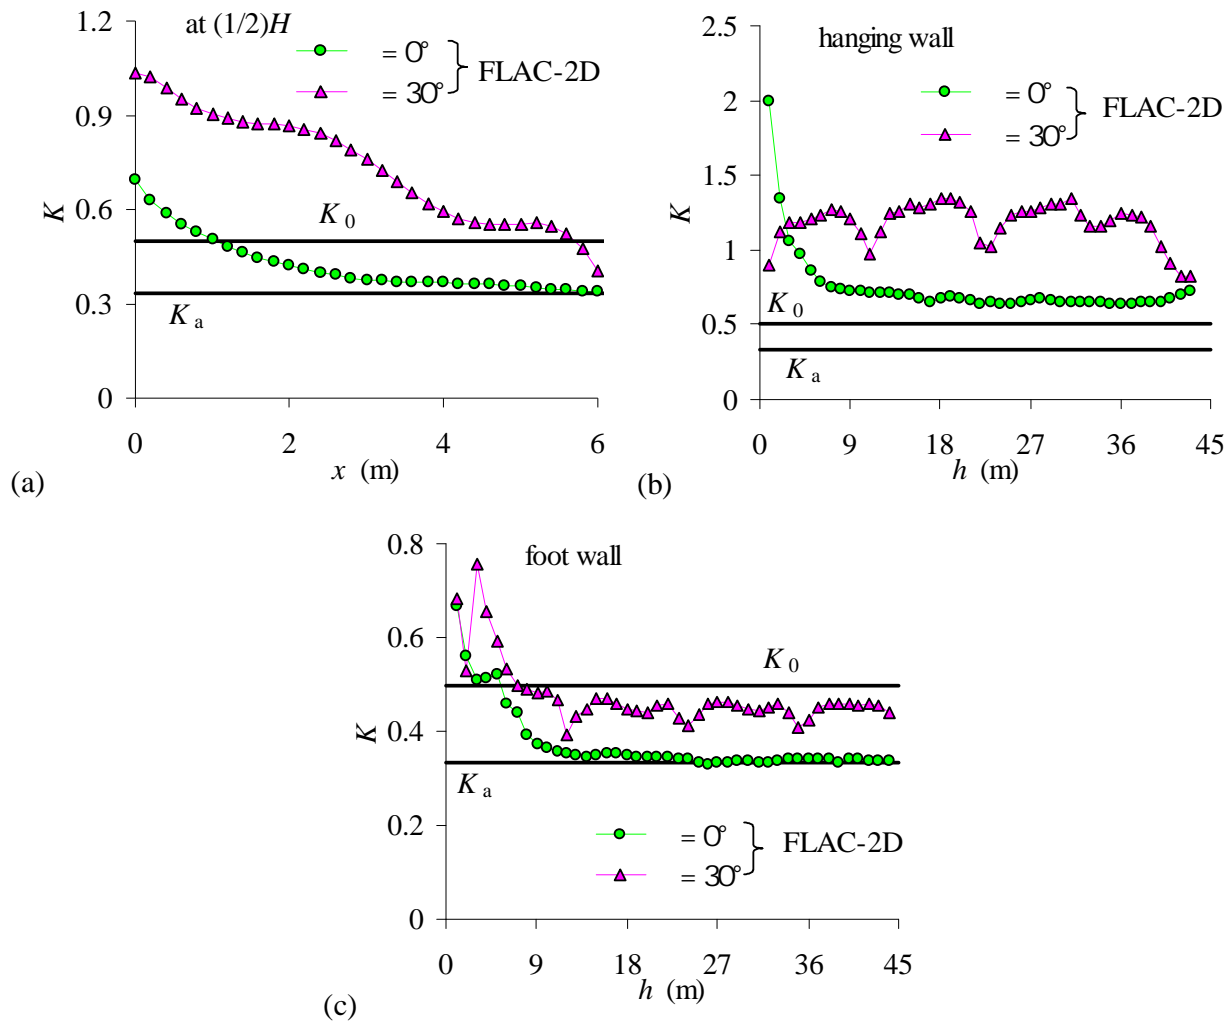 at (1/2)H
= 0°
= 30°
FLAC-2D
K
1.2
0.9
0.6
0.3
0
K0
Ka
0 2 4 6
x (m)
(a)
hanging wall
= 0°
= 30°
FLAC-2D
K
2.5
2
1.5
1
0.5
0
K0
Ka
0 9 18 27 36 45
h (m)
(b)
foot wall
K
0.8
0.6
0.4
0.2
0
K0
Ka
= 0°
= 30°
FLAC-2D
0 9 18 27 36 45
h (m)
(c)